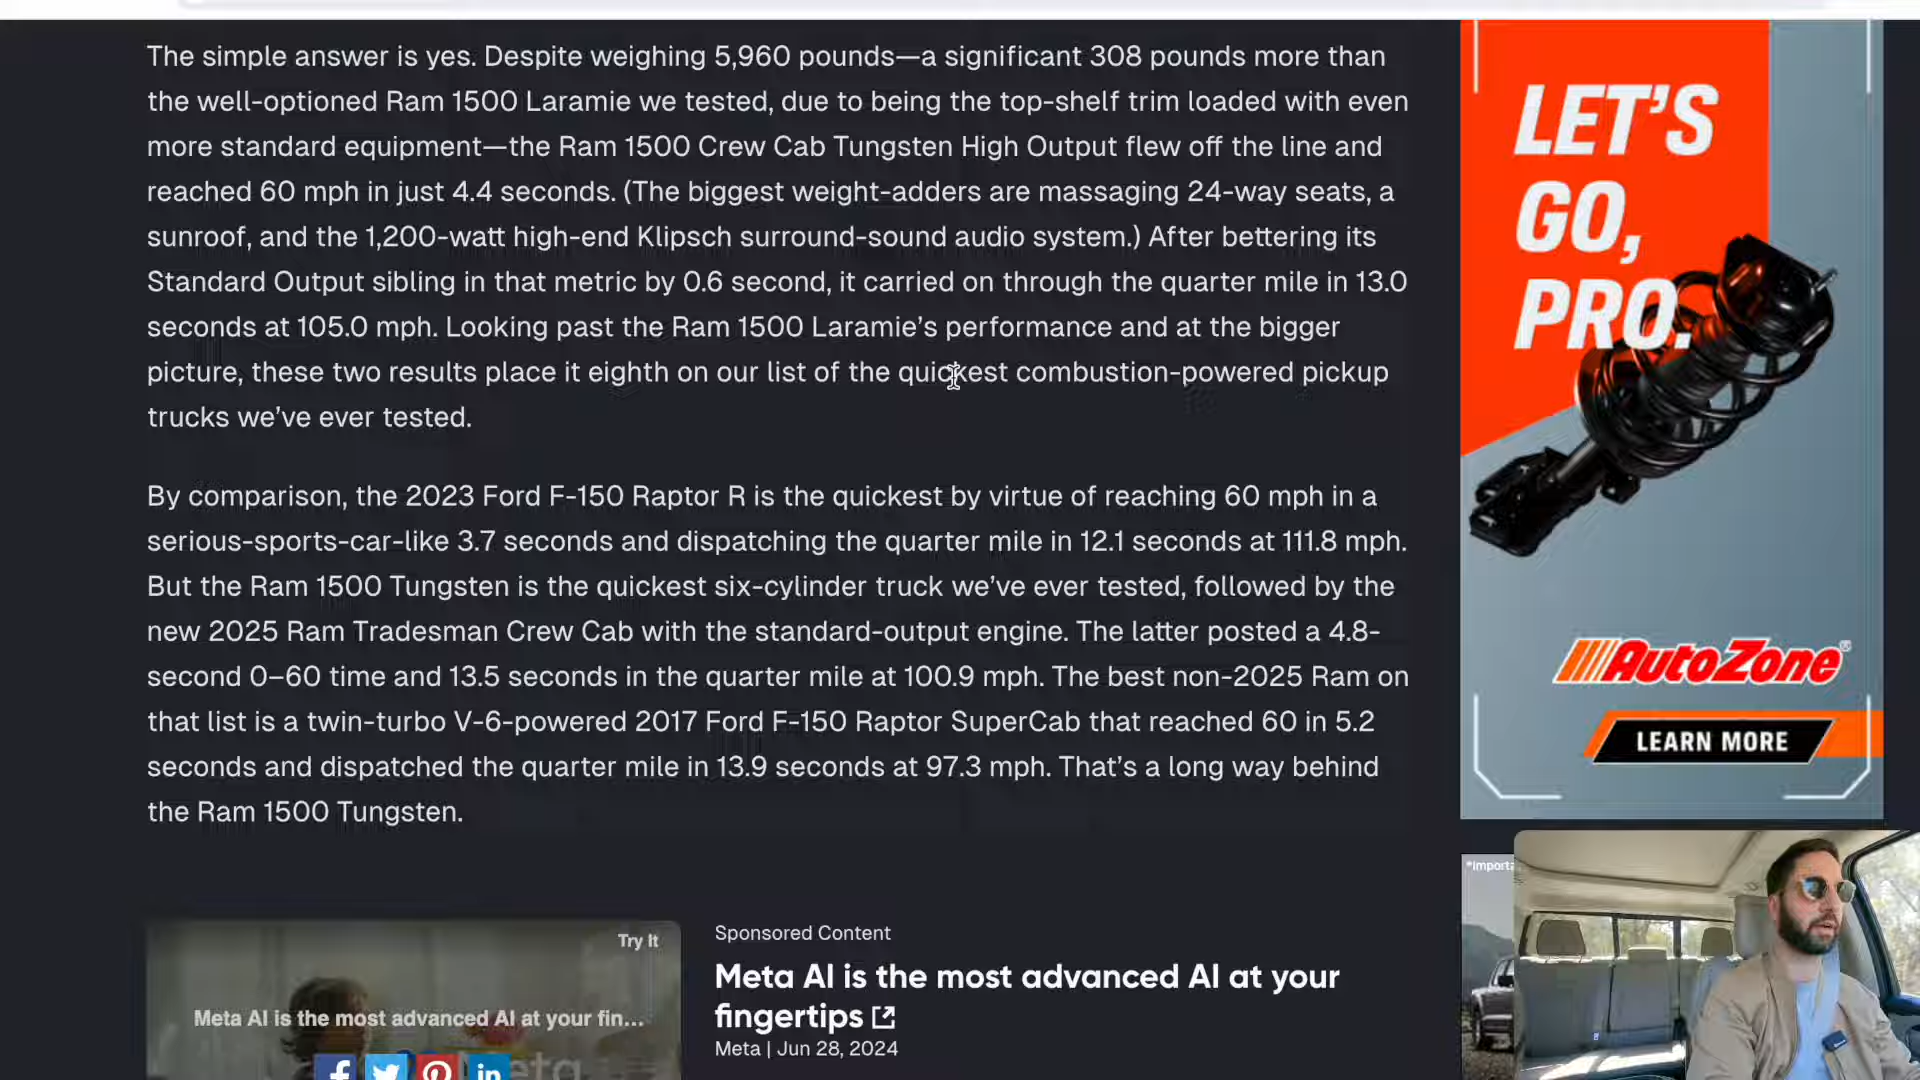 The simple answer is yes. Despite weighing 5,960 pounds—a significant 308 pounds more than
the well-optioned Ram 1500 Laramie we tested, due to being the top-shelf trim loaded with even
more standard equipment—the Ram 1500 Crew Cab Tungsten High Output flew off the line and
reached 60 mph in just 4.4 seconds. (The biggest weight-adders are massaging 24-way seats, a
sunroof, and the 1,200-watt high-end Klipsch surround-sound audio system.) After bettering its
Standard Output sibling in that metric by 0.6 second, it carried on through the quarter mile in 13.0
seconds at 105.0 mph. Looking past the Ram 1500 Laramie’s performance and at the bigger
picture, these two results place it eighth on our list of the quickest combustion-powered pickup
trucks we’ve ever tested.
By comparison, the 2023 Ford F-150 Raptor R is the quickest by virtue of reaching 60 mph in a
serious-sports-car-like 3.7 seconds and dispatching the quarter mile in 12.1 seconds at 111.8 mph.
But the Ram 1500 Tungsten is the quickest six-cylinder truck we’ve ever tested, followed by the
new 2025 Ram Tradesman Crew Cab with the standard-output engine. The latter posted a 4.8-
second 0–60 time and 13.5 seconds in the quarter mile at 100.9 mph. The best non-2025 Ram on
that list is a twin-turbo V-6-powered 2017 Ford F-150 Raptor SuperCab that reached 60 in 5.2
seconds and dispatched the quarter mile in 13.9 seconds at 97.3 mph. That’s a long way behind
the Ram 1500 Tungsten.
Try It
Meta AI is the most advanced AI at your fin...
Sponsored Content
Meta AI is the most advanced AI at your
fingertips
Meta | Jun 28, 2024
LET’S
GO,
PRO.
AutoZone
LEARN MORE